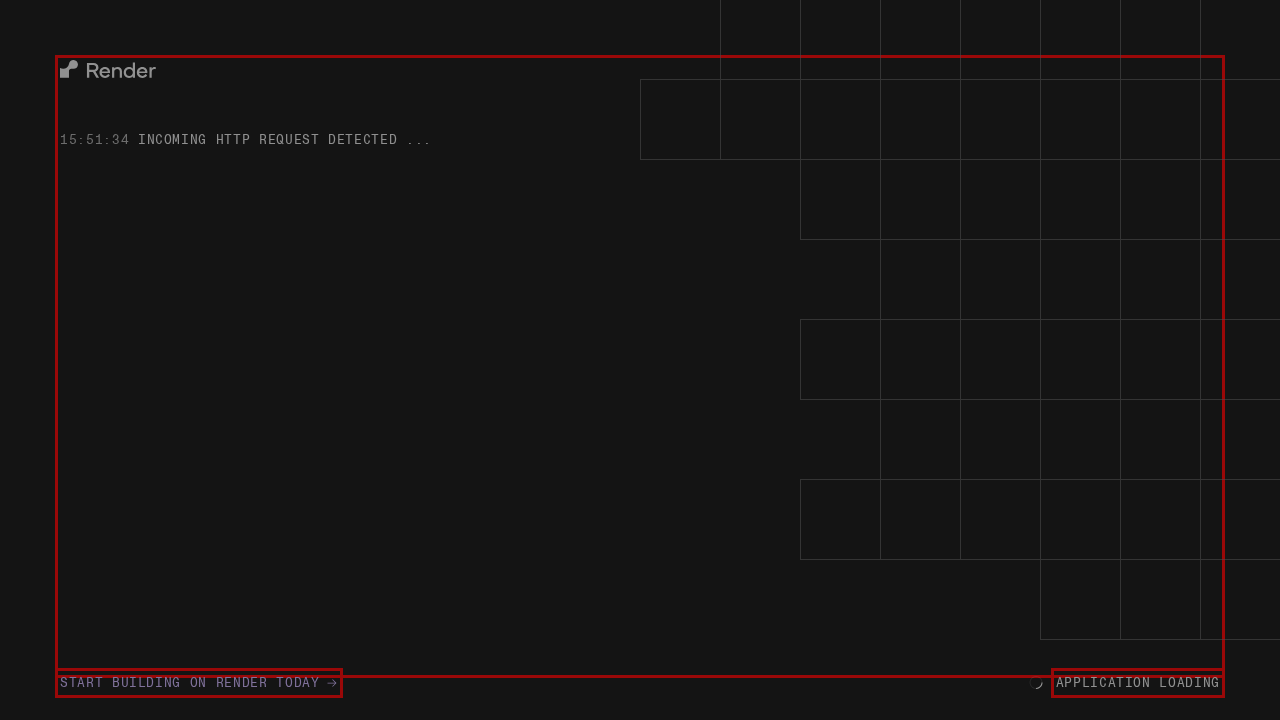 Render
15:51:34 INCOMING HTTP REQUEST DETECTED ...
START BUILDING ON RENDER TODAY →
APPLICATION LOADING